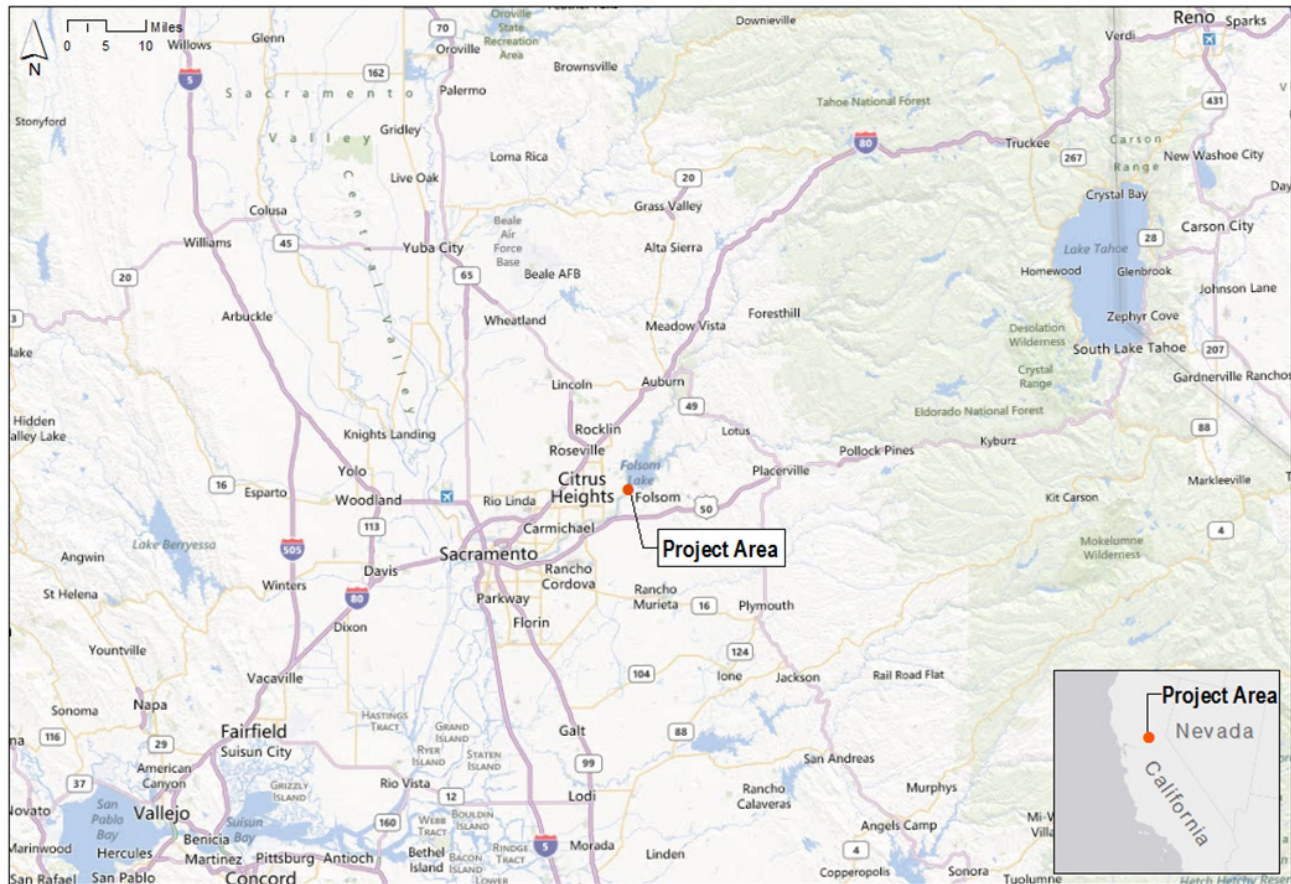 Miles
0 5 10
N
Willows
Glenn
Oroville
State
Recreation
Area
70
Oroville
Downieville
Reno
Sparks
Verdi
5
162
Sacramento
Valley
Palermo
Brownsville
Tahoe National Forest
431
Stonyford
Gridley
80
Truckee
Carson
Range
Loma Rica
267
New Washoe City
Live Oak
20
Central Valley
Grass Valley
Crystal Bay
Colusa
Beale
Air
Force
Base
Williams
45
Yuba City
Alta Sierra
Lake Tahoe
28
Carson City
20
65
Beale AFB
Homewood
Glenbrook
Johnson Lane
Arbuckle
Wheatland
Meadow Vista
Foresthill
Desolation
Wilderness
Zephyr Cove
South Lake Tahoe
207
Crystal
Range
Gardnerville Ranchos
Lincoln
Auburn
49
Eldorado National Forest
Hidden
alley Lake
Knights Landing
Rocklin
Lotus
88
Roseville
Kyburz
Pollock Pines
Yolo
Folsom
Lake
Placerville
Markleeville
16
Esparto
Woodland
Rio Linda
Citrus
Heights
Folsom
50
Kit Carson
113
Carmichael
4
Angwin
Lake Berryessa
505
Sacramento
Project Area
Mokelumne
Wilderness
Davis
Rancho
Cordova
St Helena
Winters
80
Parkway
Rancho
Murieta
16
Plymouth
Dixon
Florin
Yountville
124
Vacaville
104
Ione
Jackson
Rail Road Flat
Sonoma
Napa
116
29
Fairfield
Suisun City
HASTINGS
TRACT
GRAND
ISLAND
RYER
ISLAND
STATEN
ISLAND
Galt
88
99
San Andreas
American
Canyon
37
GRIZZLY
ISLAND
Rio Vista
12
Lodi
Rancho
Calaveras
Murphys
Novato
San
Pablo
Bay
Vallejo
Suisun
Bay
160
WEBB
TRACT
BOULDIN
ISLAND
Angels Camp
Benicia
Marinwood
Hercules
Martinez
Pittsburg
Antioch
Bethel
Island
BACON
ISLAND
RINDGE
TRACT
5
Morada
Linden
4
Copperopolis
Sonora
San Rafael
San Pablo
Concord
LOWER
Tuolumne
Hetch Hetchy Reser
Project Area
Nevada
California